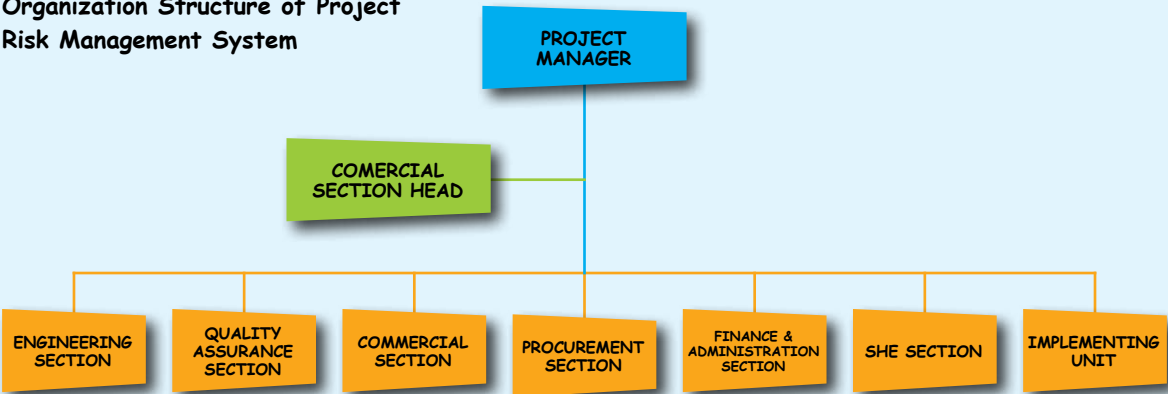 Organization Structure of Project
Risk Management System
PROJECT
MANAGER
COMERCIAL
SECTION HEAD
ENGINEERING
SECTION
QUALITY
ASSURANCE
SECTION
COMMERCIAL
SECTION
PROCUREMENT
SECTION
FINANCE &
ADMINISTRATION
SECTION
SHE SECTION
IMPLEMENTING
UNIT